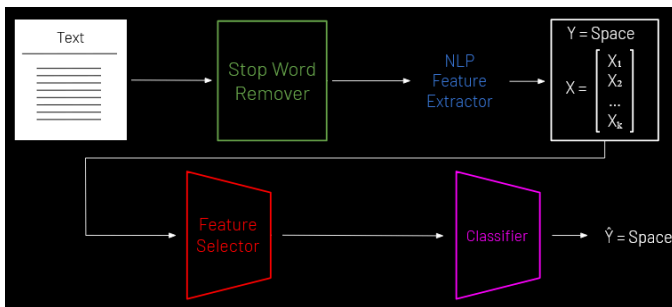 Text
Stop Word
Remover
NLP
Feature
Extractor
Y = Space
X =
X₁
X₂
...
Xₖ
Feature
Selector
Classifier
Ŷ = Space